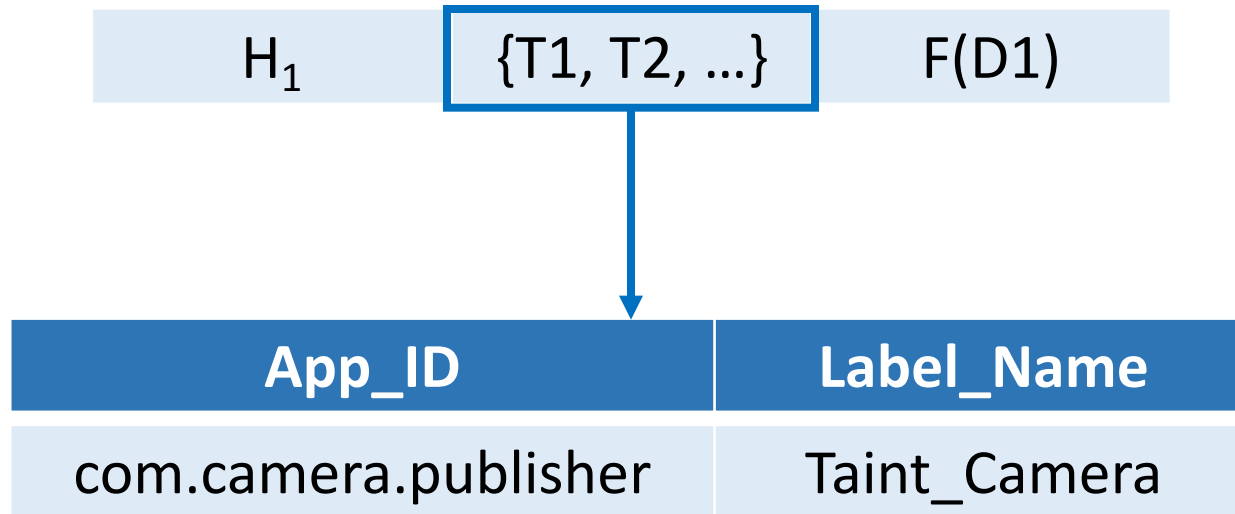 H₁ {T1, T2, …} F(D1)
App_ID Label_Name
com.camera.publisher Taint_Camera